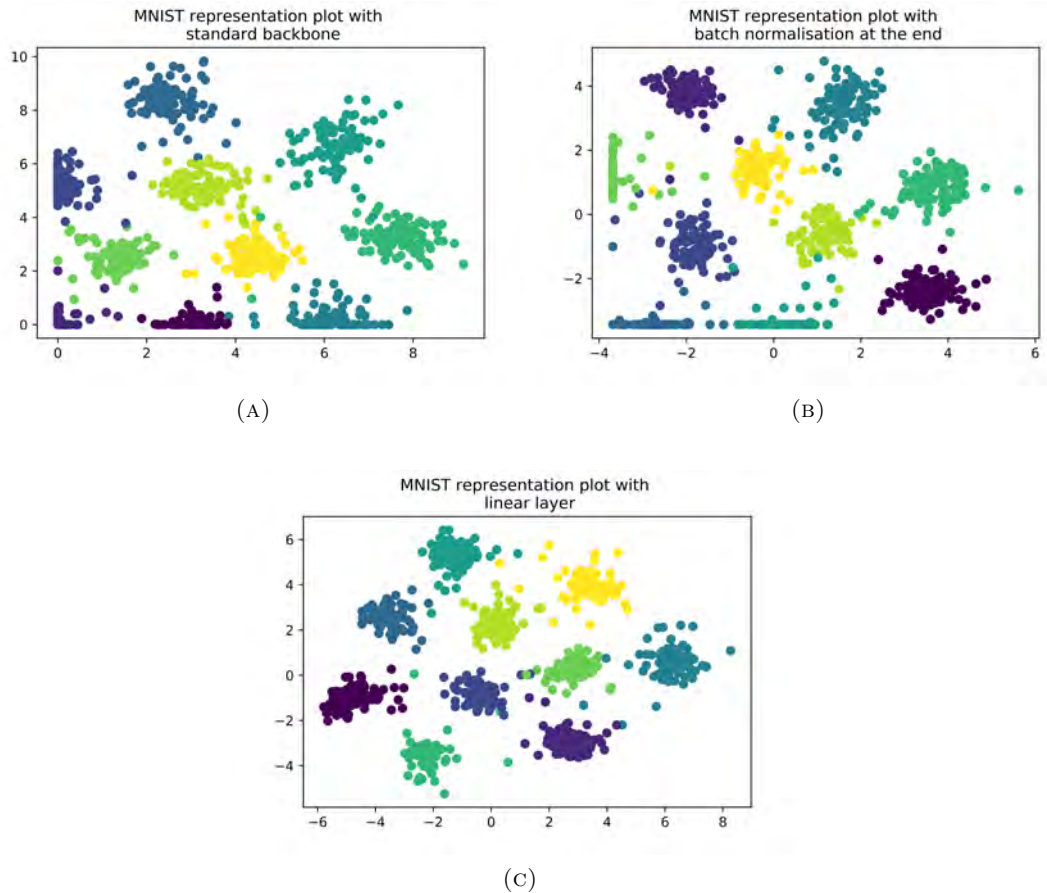 MNIST representation plot with
standard backbone
10
8
6
4
2
0
0 2 4 6 8
(A)
MNIST representation plot with
batch normalisation at the end
4
2
0
−2
−4 −2 0 2 4 6
(B)
MNIST representation plot with
linear layer
6
4
2
0
−2
−4
−6 −4 −2 0 2 4 6 8
(C)